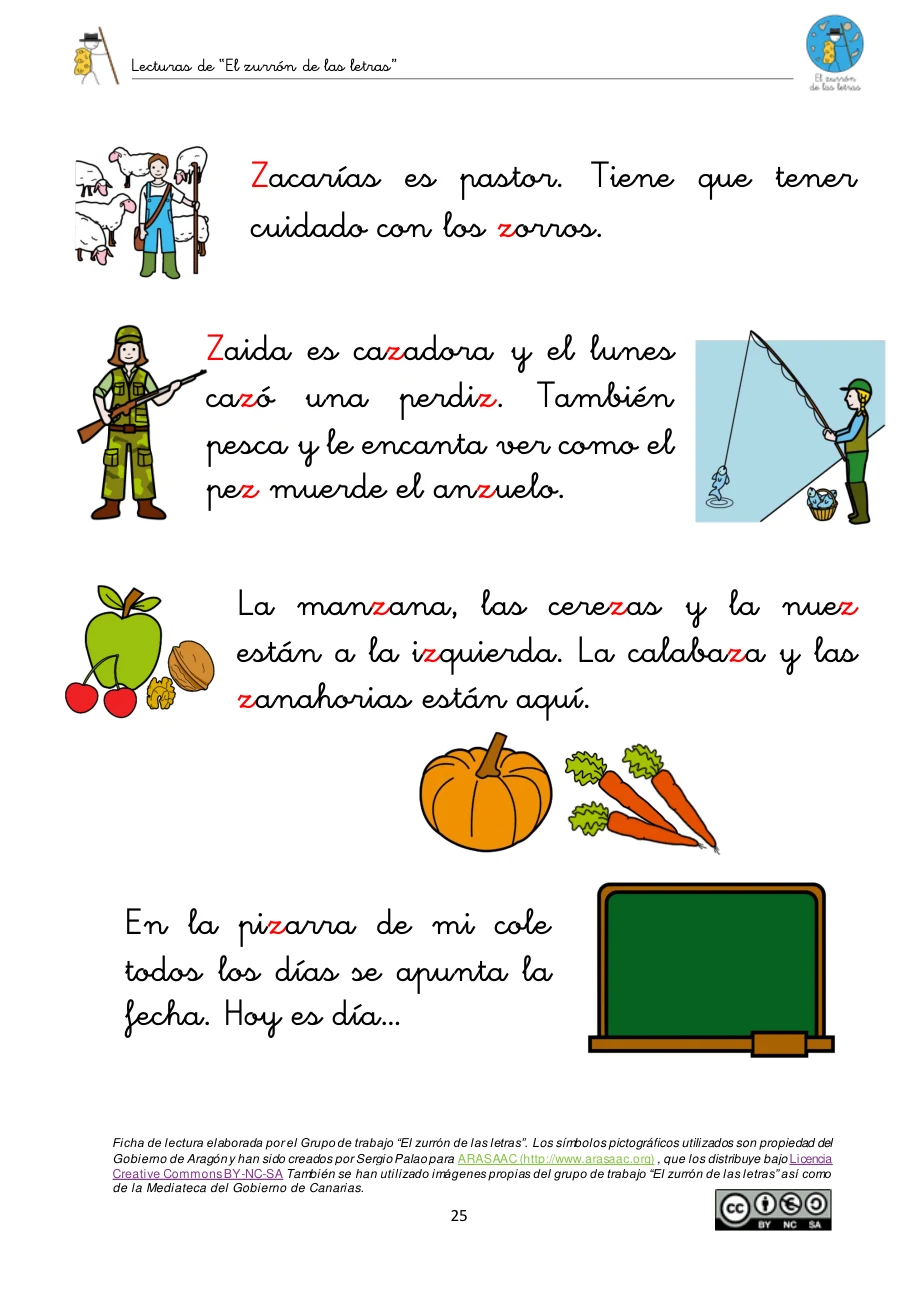 Lecturas de “El zurrón de las letras”
El zurrón
de las letras
Zacarías es pastor. Tiene que tener
cuidado con los zorros.
Zaida es cazadora y el lunes
cazó una perdiz. También
pesca y le encanta ver como el
pez muerde el anzuelo.
La manzana, las cerezas y la nuez
están a la izquierda. La calabaza y las
zanahorias están aquí.
En la pizarra de mi cole
todos los días se apunta la
fecha. Hoy es día...
Ficha de lectura elaborada por el Grupo de trabajo “El zurrón de las letras”. Los símbolos pictográficos utilizados son propiedad del
Gobierno de Aragón y han sido creados por Sergio Palao para ARASAAC (http://www.arasaac.org) , que los distribuye bajo Licencia
Creative Commons BY-NC-SA También se han utilizado imágenes propias del grupo de trabajo “El zurrón de las letras” así como
de la Mediateca del Gobierno de Canarias.
25
cc
BY NC SA